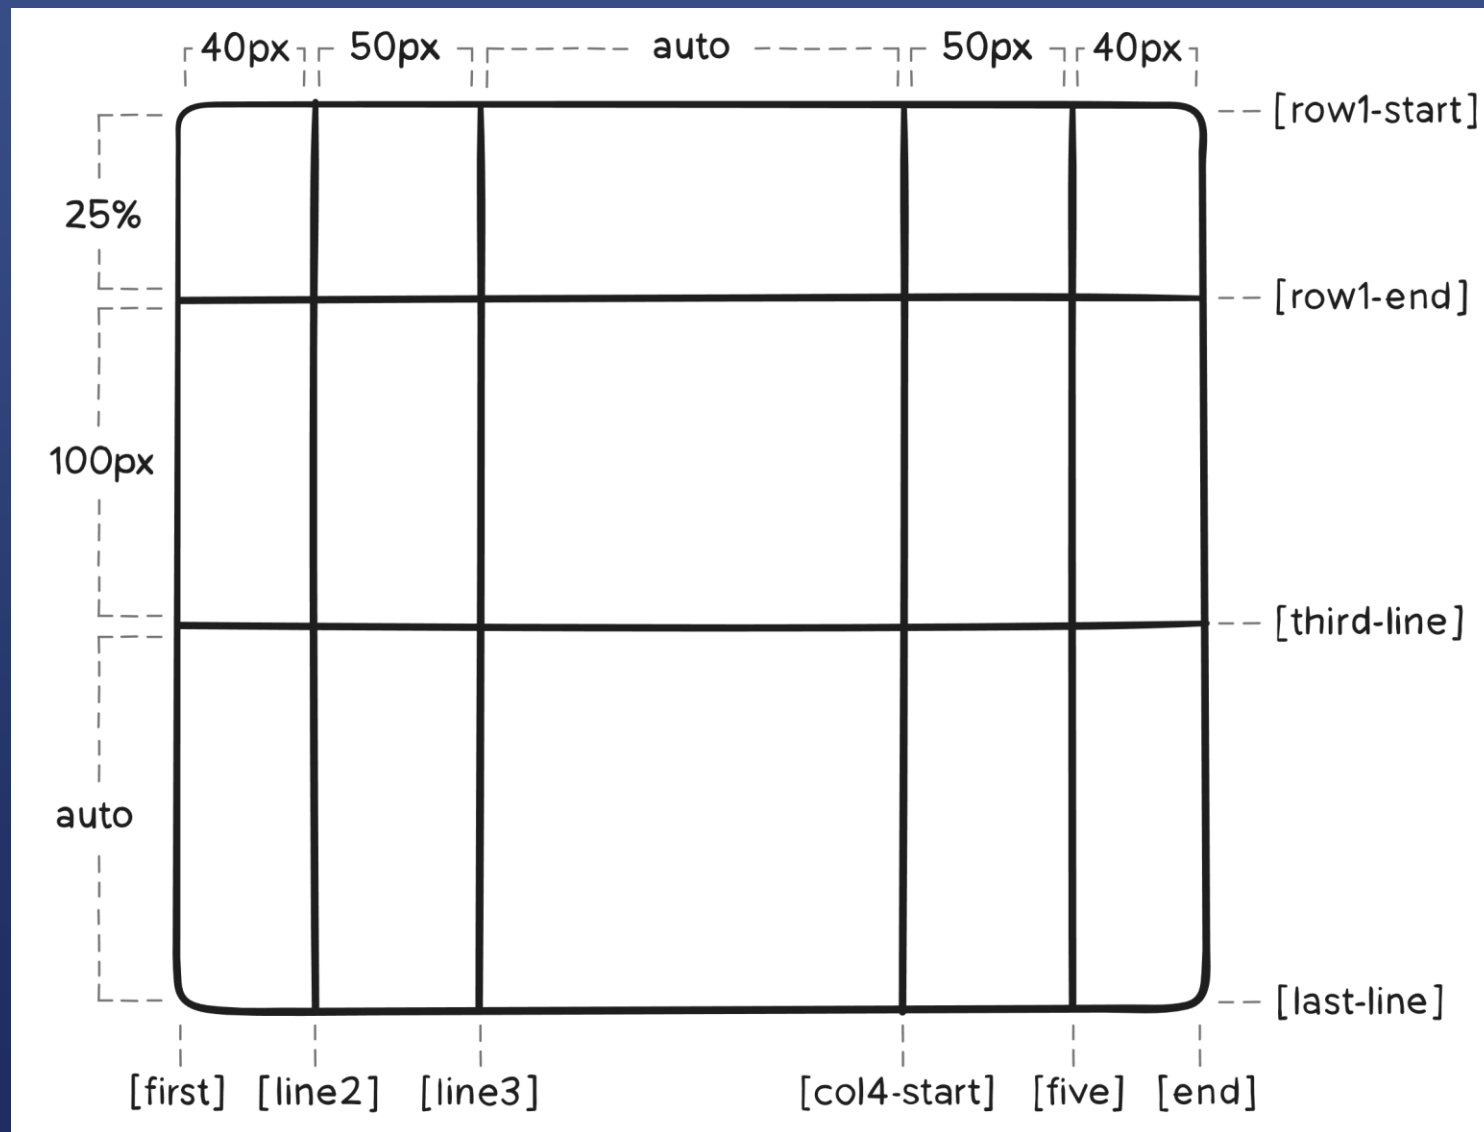 40px 50px auto 50px 40px
[row1-start]
25%
[row1-end]
100px
[third-line]
auto
[last-line]
[first] [line2] [line3] [col4-start] [five] [end]